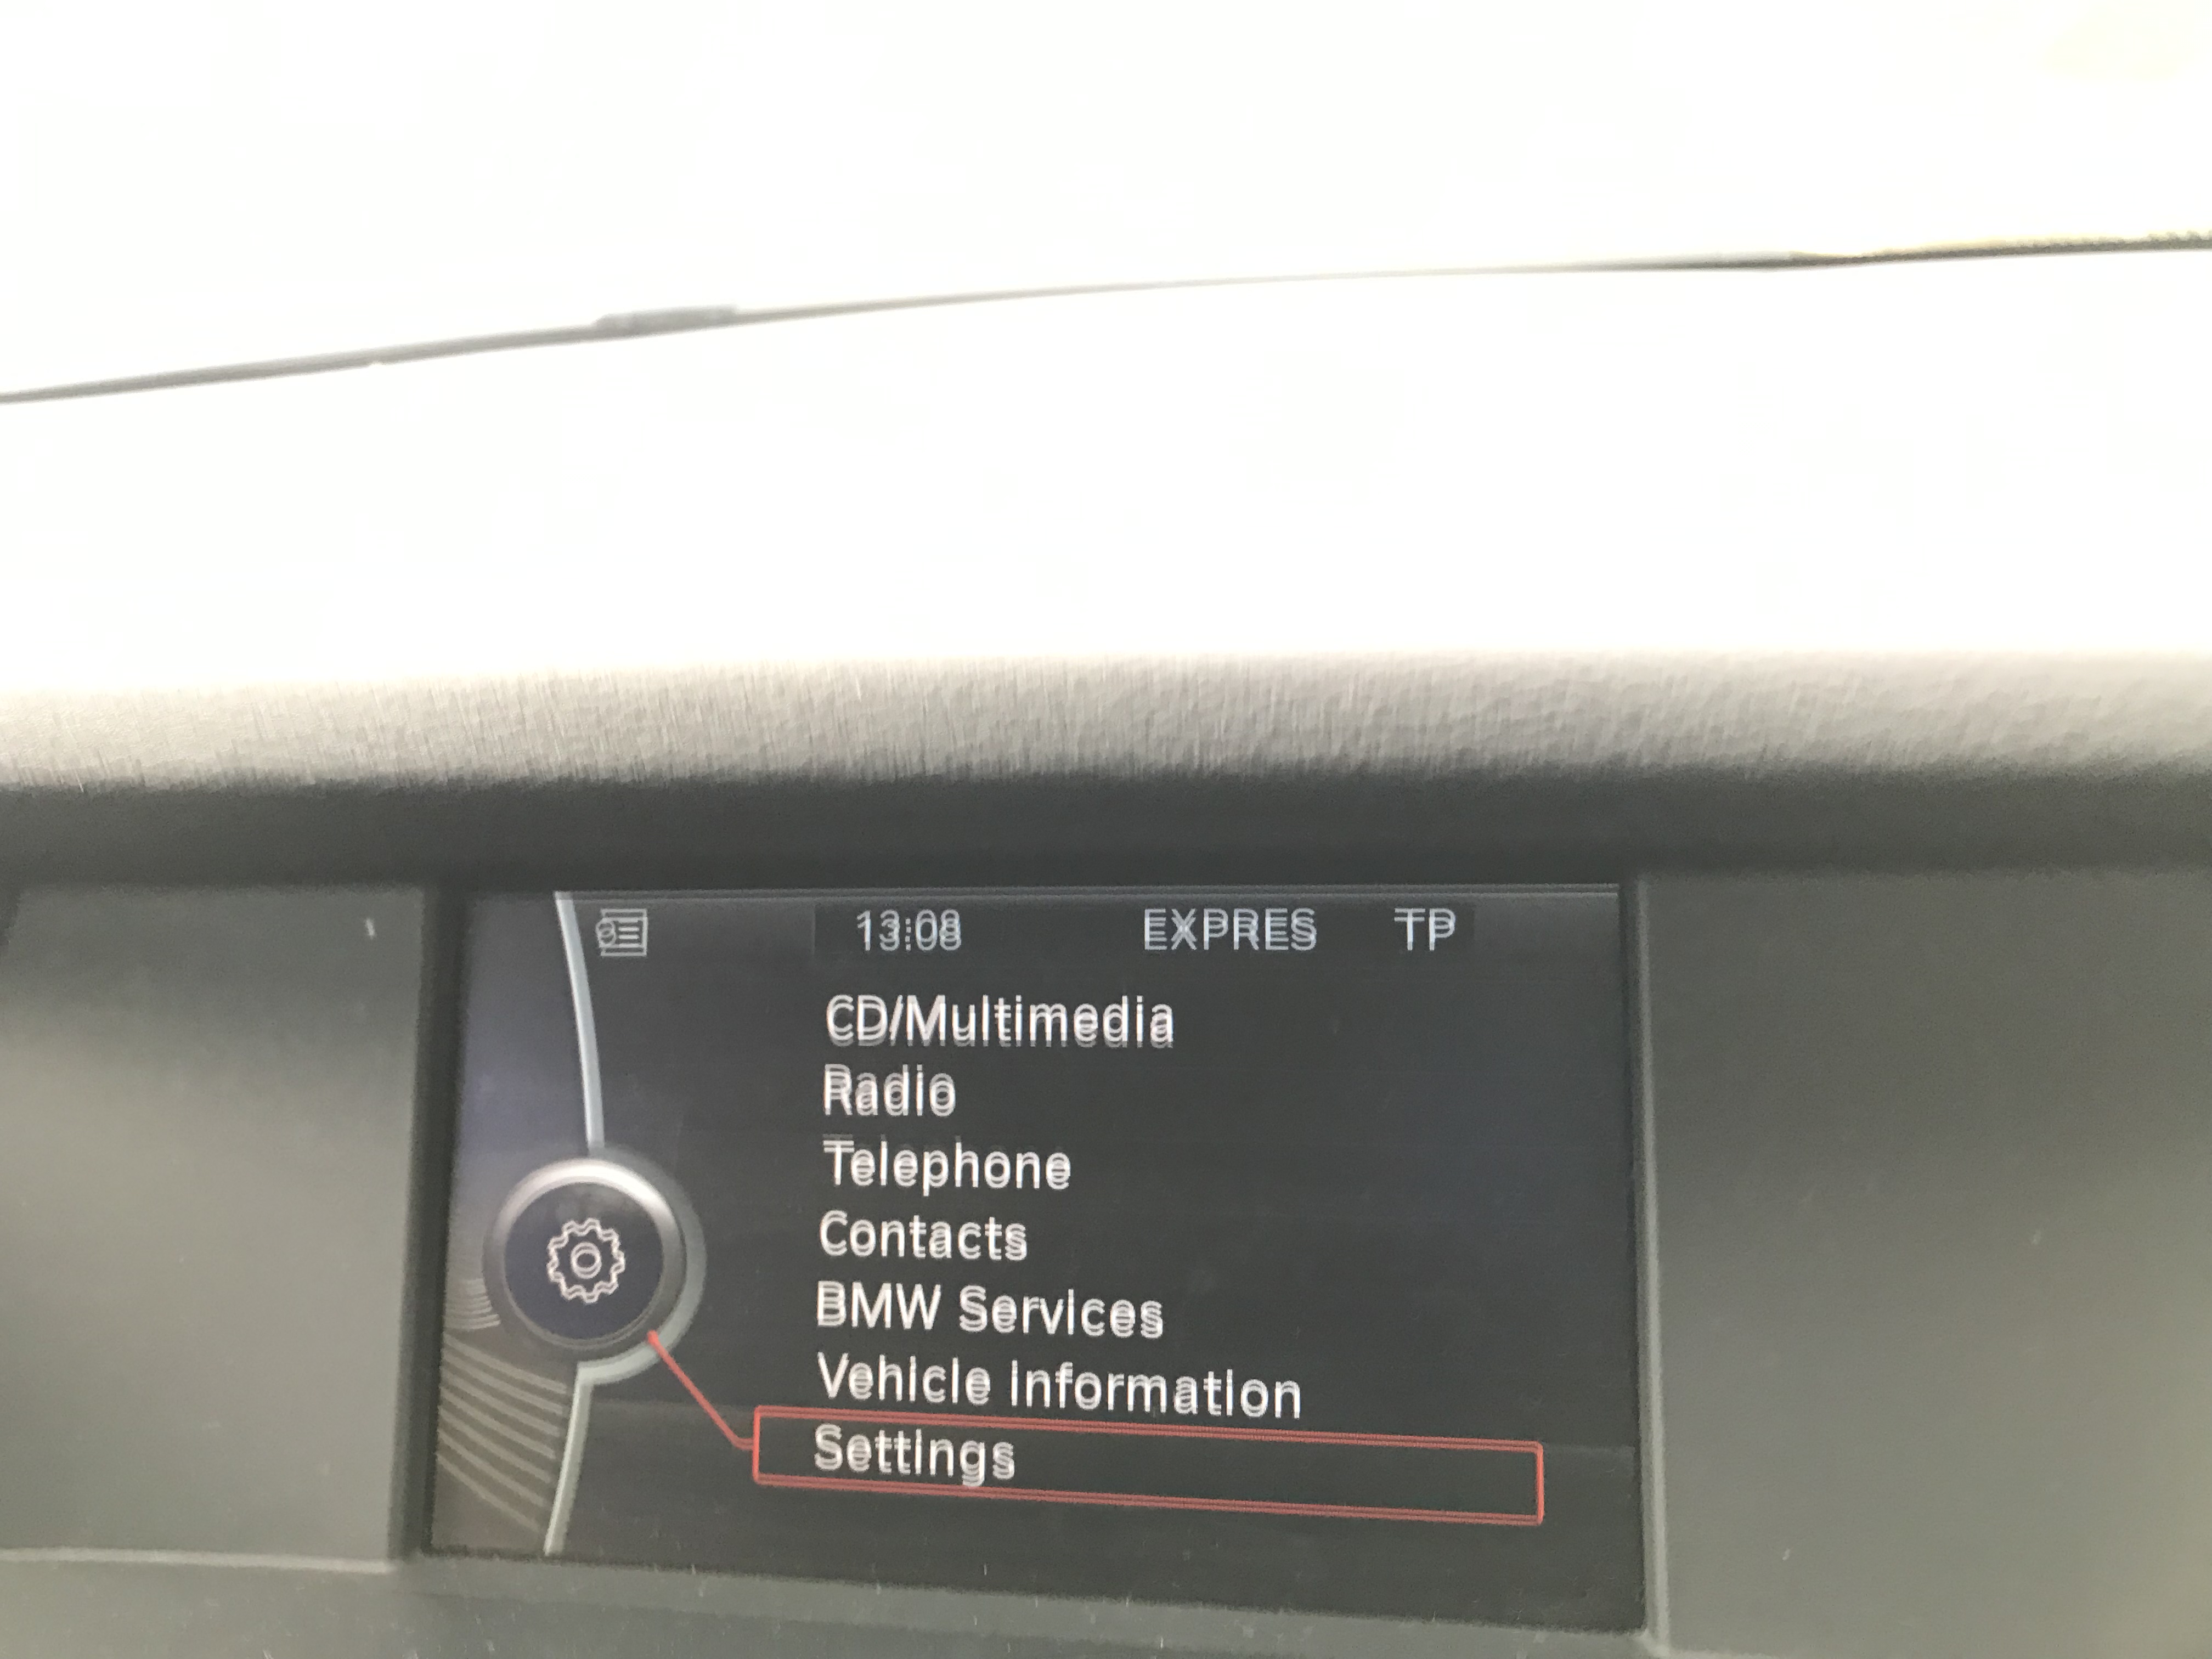 13:08 EXPRES TP
CD/Multimedia
Radio
Telephone
Contacts
BMW Services
Vehicle Information
Settings